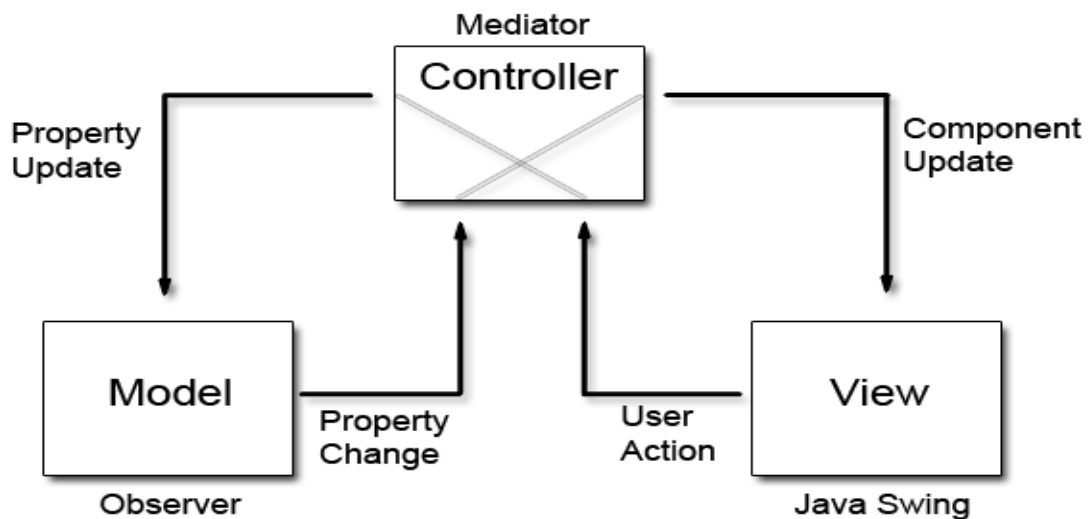 Mediator
Controller
Property
Update
Component
Update
Model
Property
Change
User
Action
View
Observer
Java Swing